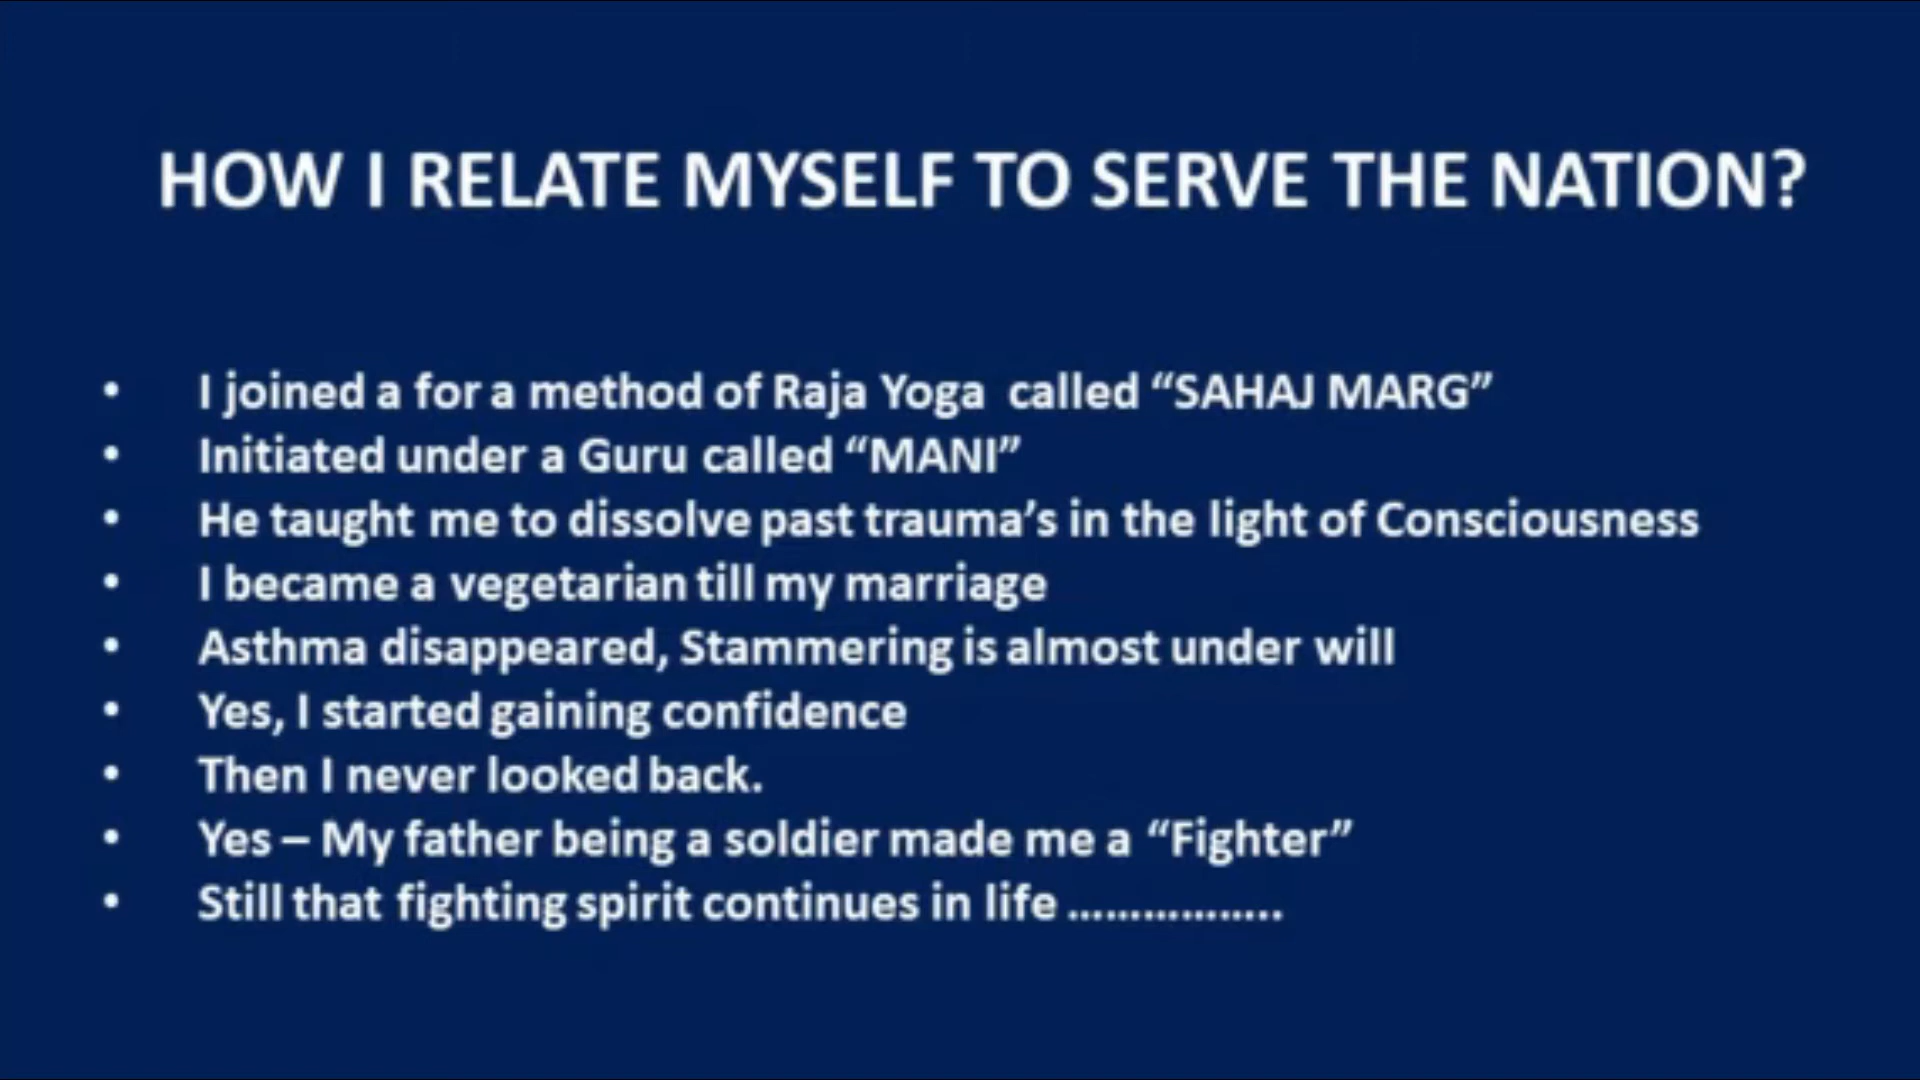 HOW I RELATE MYSELF TO SERVE THE NATION?
• I joined a for a method of Raja Yoga called “SAHAJ MARG”
• Initiated under a Guru called “MANI”
• He taught me to dissolve past trauma’s in the light of Consciousness
• I became a vegetarian till my marriage
• Asthma disappeared, Stammering is almost under will
• Yes, I started gaining confidence
• Then I never looked back.
• Yes – My father being a soldier made me a “Fighter”
• Still that fighting spirit continues in life ……………..